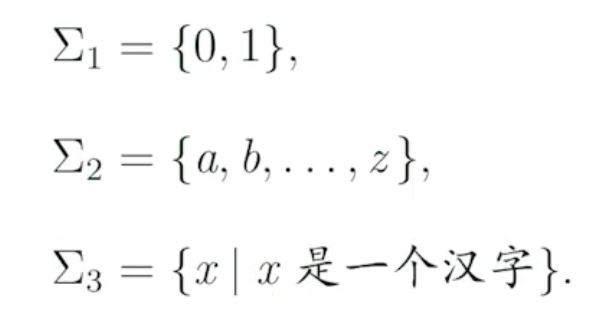 Σ₁ = {0, 1},
Σ₂ = {a, b, . . . , z},
Σ₃ = {x | x 是一个汉字}.